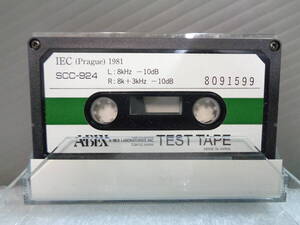 IEC (Prague) 1981
SCC-924
L: 8kHz -10dB
R: 8k + 3kHz -10dB
8091599
ABEX
TEST TAPE